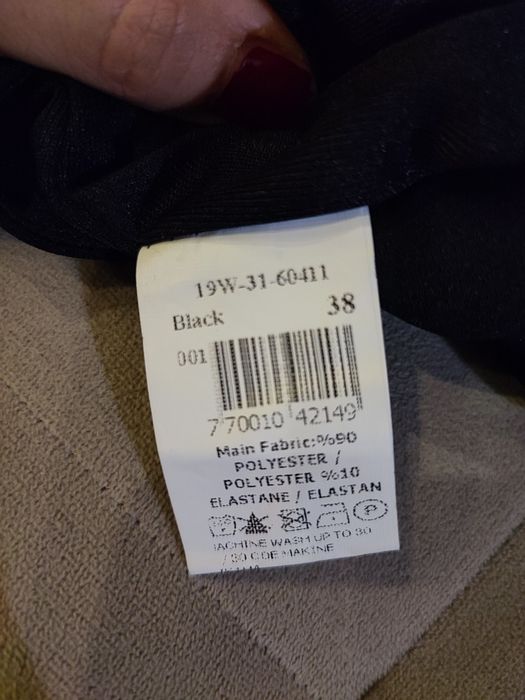 19W-31-60411
Black 38
001
7 70010 42149
Main Fabric:%90
POLYESTER /
POLYESTER %10
ELASTANE / ELASTAN
P
MACHINE WASH UP TO 30
/ 30 C DE MAKINE